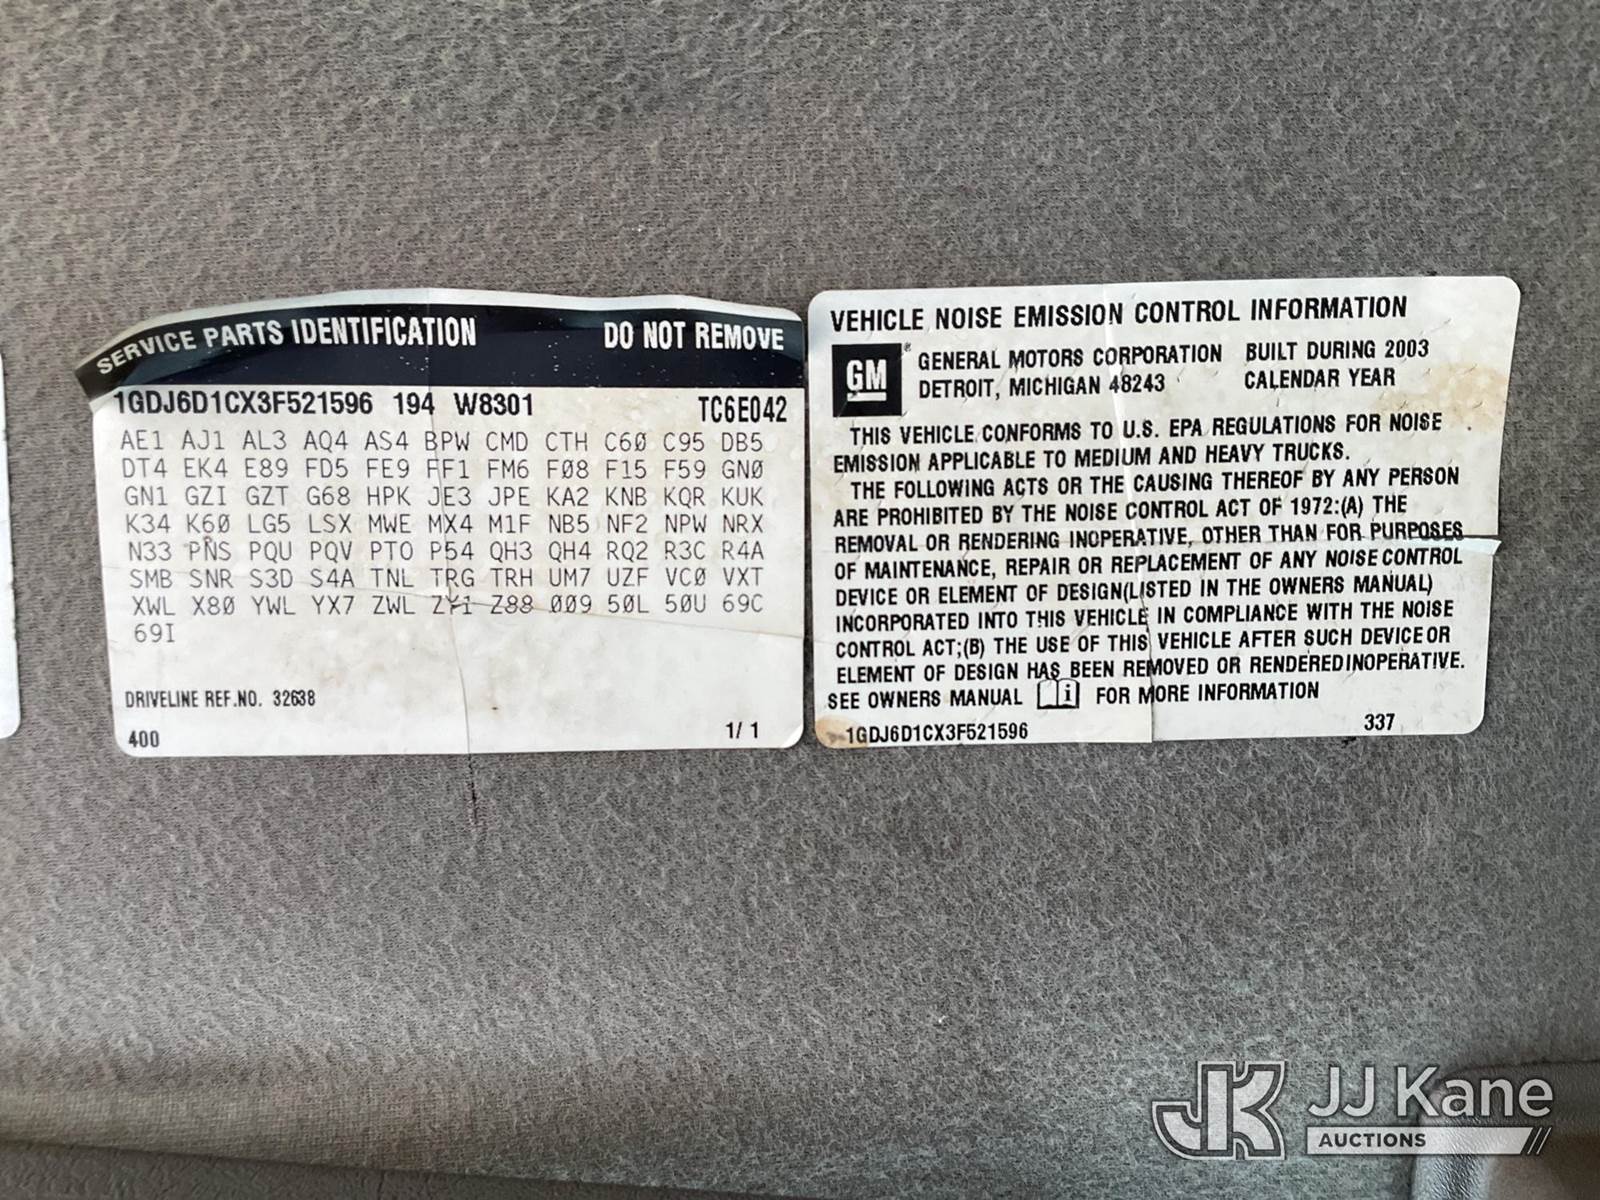 SERVICE PARTS IDENTIFICATION DO NOT REMOVE
1GDJ6D1CX3F521596 194 W8301 TC6E042
AE1 AJ1 AL3 AQ4 AS4 BPW CMD CTH C60 C95 DB5
DT4 EK4 E89 FD5 FE9 FF1 FM6 F08 F15 F59 GN0
GN1 GZI GZT G68 HPK JE3 JPE KA2 KNB KQR KUK
K34 K60 LG5 LSX MWE MX4 M1F NB5 NF2 NPW NRX
N33 PNS PQU PQV PTO P54 QH3 QH4 RQ2 R3C R4A
SMB SNR S3D S4A TNL TRG TRH UM7 UZF VC0 VXT
XWL X80 YWL YX7 ZWL ZY1 Z88 009 50L 50U 69C
69I
DRIVELINE REF.NO. 32638
400 1/ 1
VEHICLE NOISE EMISSION CONTROL INFORMATION
GM
GENERAL MOTORS CORPORATION BUILT DURING 2003
DETROIT, MICHIGAN 48243 CALENDAR YEAR
THIS VEHICLE CONFORMS TO U.S. EPA REGULATIONS FOR NOISE
EMISSION APPLICABLE TO MEDIUM AND HEAVY TRUCKS.
THE FOLLOWING ACTS OR THE CAUSING THEREOF BY ANY PERSON
ARE PROHIBITED BY THE NOISE CONTROL ACT OF 1972:(A) THE
REMOVAL OR RENDERING INOPERATIVE, OTHER THAN FOR PURPOSES
OF MAINTENANCE, REPAIR OR REPLACEMENT OF ANY NOISE CONTROL
DEVICE OR ELEMENT OF DESIGN(LISTED IN THE OWNERS MANUAL)
INCORPORATED INTO THIS VEHICLE IN COMPLIANCE WITH THE NOISE
CONTROL ACT;(B) THE USE OF THIS VEHICLE AFTER SUCH DEVICE OR
ELEMENT OF DESIGN HAS BEEN REMOVED OR RENDERED INOPERATIVE.
SEE OWNERS MANUAL i FOR MORE INFORMATION
1GDJ6D1CX3F521596 337
JK JJ Kane
AUCTIONS